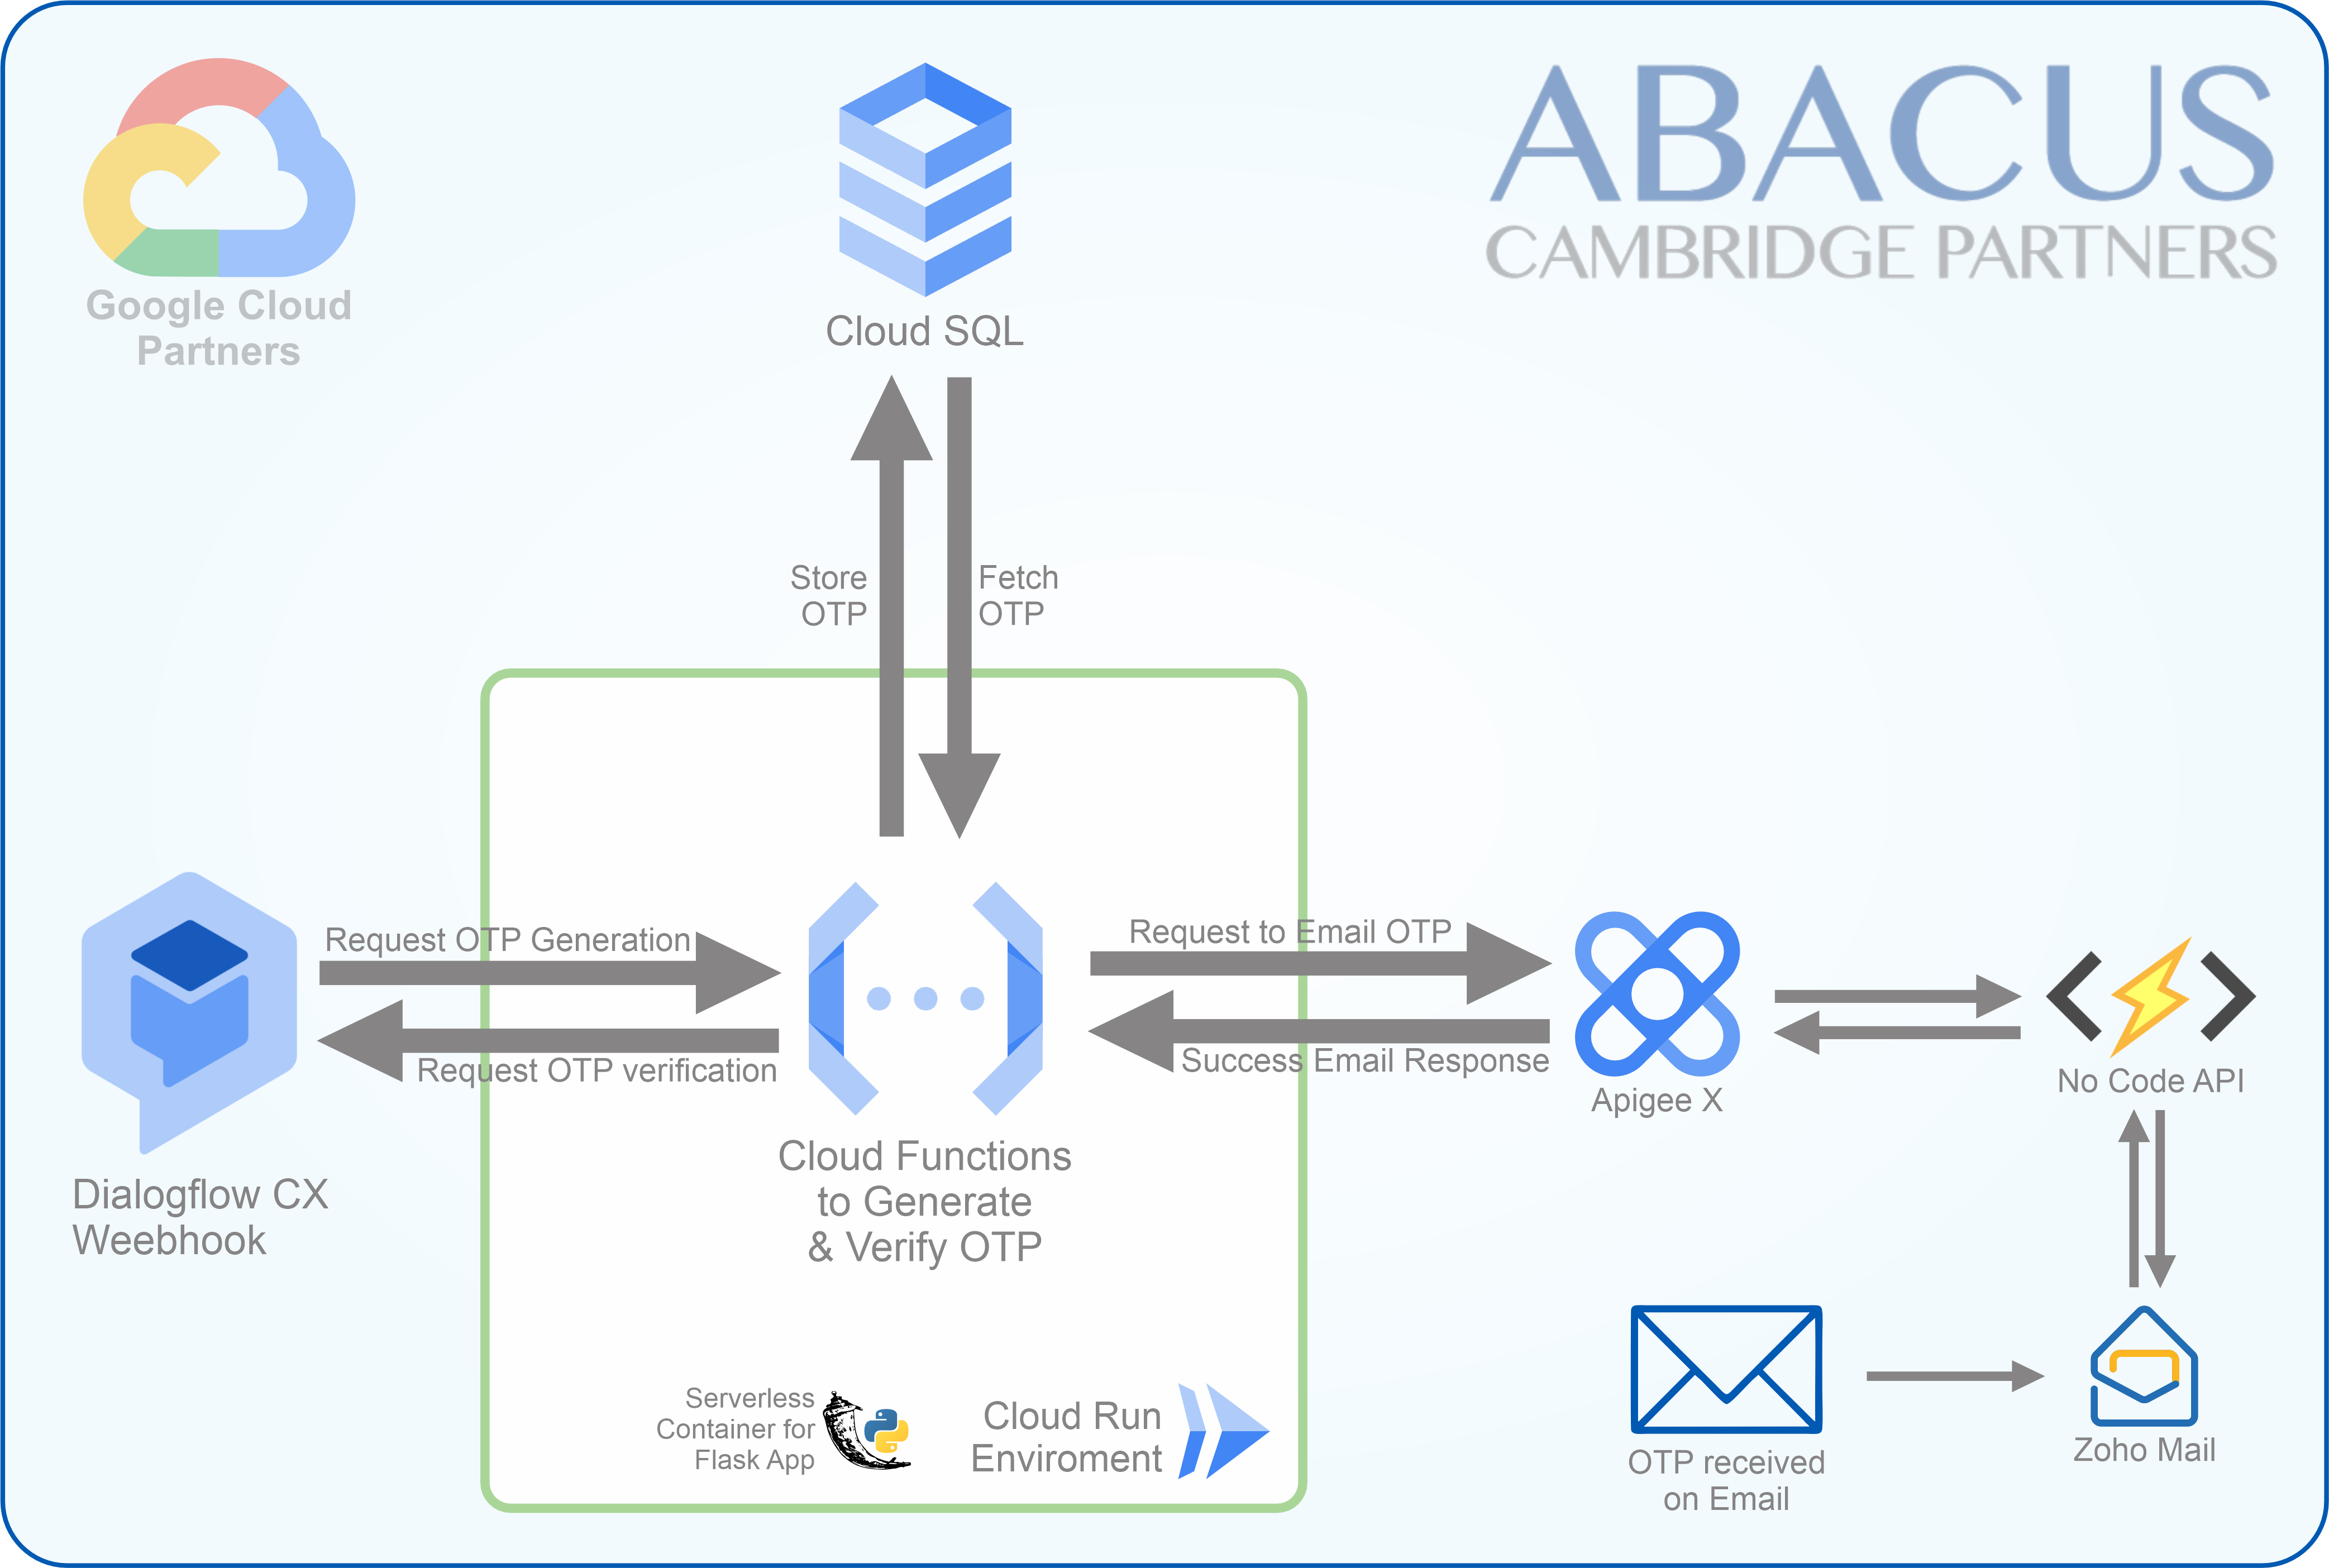 Google Cloud
Partners
Cloud SQL
ABACUS
CAMBRIDGE PARTNERS
Store
OTP
Fetch
OTP
Request OTP Generation
Request OTP verification
Request to Email OTP
Success Email Response
Dialogflow CX
Weebhook
Cloud Functions
to Generate
& Verify OTP
Apigee X
No Code API
Serverless
Container for
Flask App
Cloud Run
Enviroment
OTP received
on Email
Zoho Mail